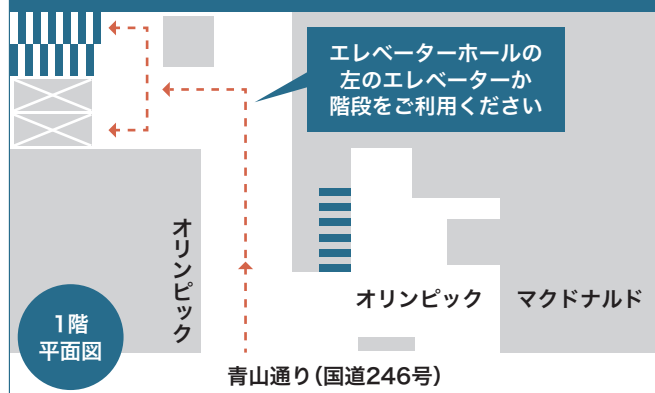 エレベーターホールの
左のエレベーターか
階段をご利用ください
オリンピック
オリンピック
マクドナルド
1階
平面図
青山通り(国道246号)